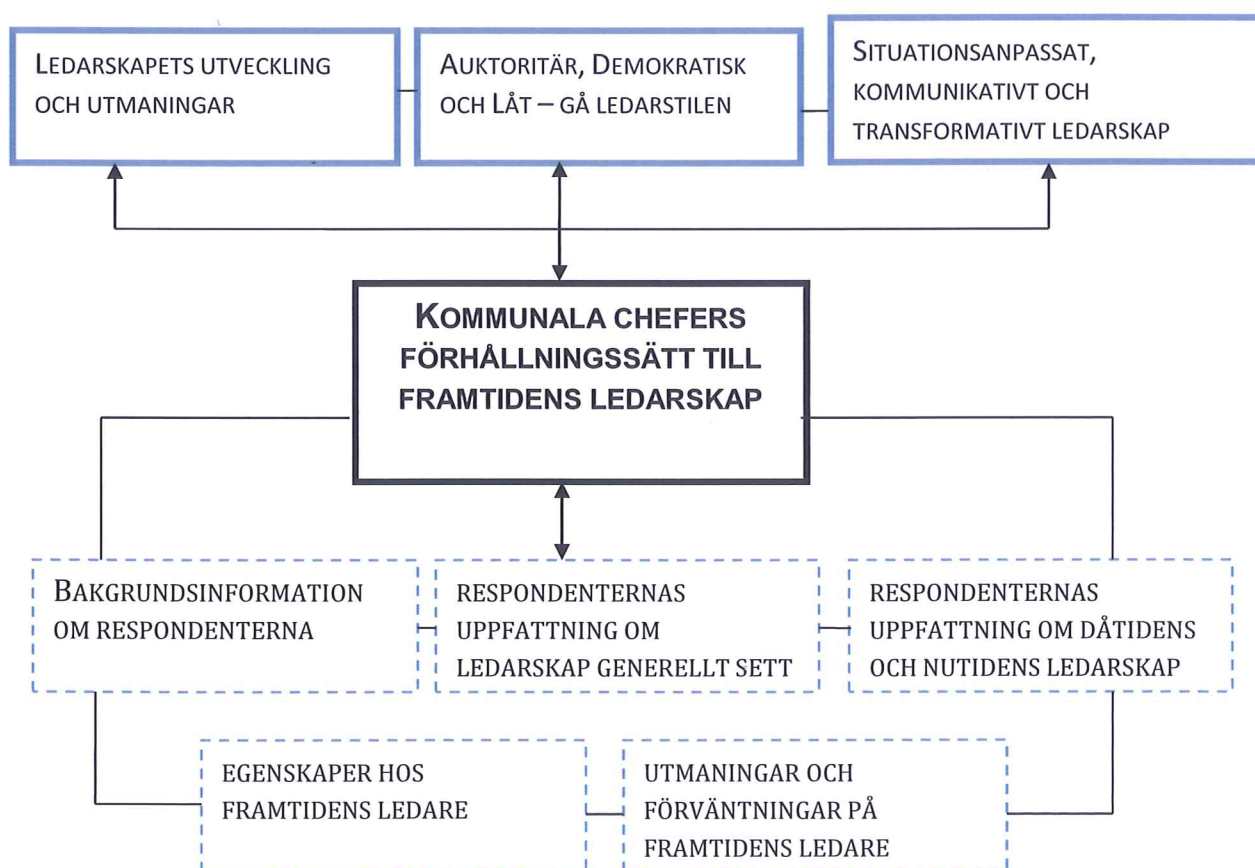 LEDARSKAPETS UTVECKLING
OCH UTMANINGAR
AUKTORITÄR, DEMOKRATISK
OCH LÅT – GÅ LEDARSTILEN
SITUATIONSANPASSAT,
KOMMUNIKATIVT OCH
TRANSFORMATIVT LEDARSKAP
KOMMUNALA CHEFERS
FÖRHÅLLNINGSSÄTT TILL
FRAMTIDENS LEDARSKAP
BAKGRUNDSINFORMATION
OM RESPONDENTERNA
RESPONDENTERNAS
UPPFATTNING OM
LEDARSKAP GENERELLT SETT
RESPONDENTERNAS
UPPFATTNING OM DÅTIDENS
OCH NUTIDENS LEDARSKAP
EGENSKAPER HOS
FRAMTIDENS LEDARE
UTMANINGAR OCH
FÖRVÄNTNINGAR PÅ
FRAMTIDENS LEDARE